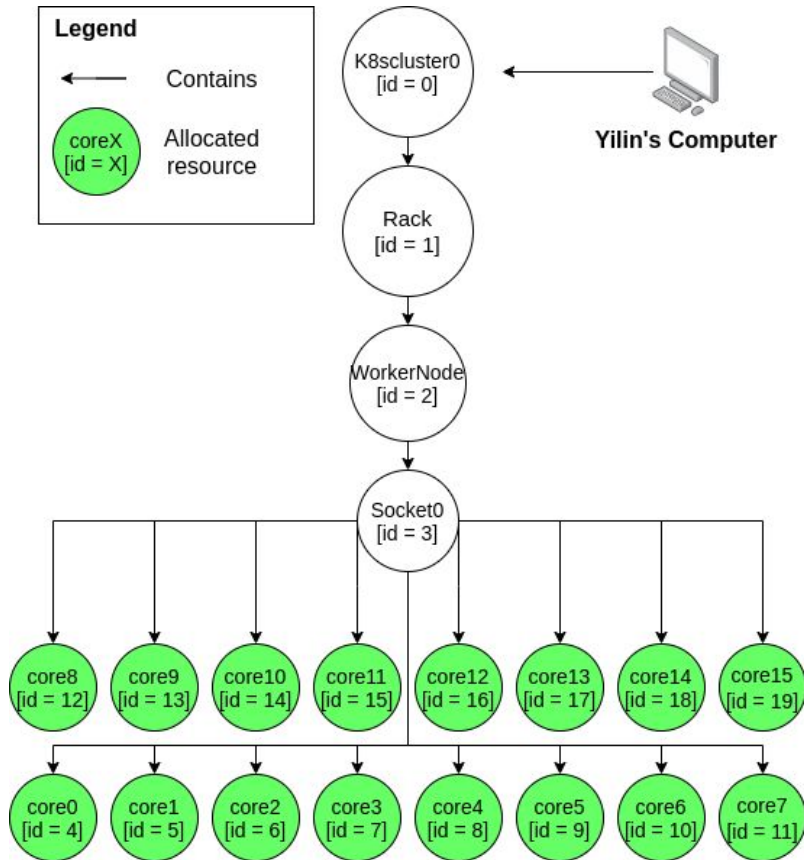 Legend
Contains
coreX
[id = X]
Allocated
resource
K8scluster0
[id = 0]
Yilin's Computer
Rack
[id = 1]
WorkerNode
[id = 2]
Socket0
[id = 3]
core8
[id = 12]
core9
[id = 13]
core10
[id = 14]
core11
[id = 15]
core12
[id = 16]
core13
[id = 17]
core14
[id = 18]
core15
[id = 19]
core0
[id = 4]
core1
[id = 5]
core2
[id = 6]
core3
[id = 7]
core4
[id = 8]
core5
[id = 9]
core6
[id = 10]
core7
[id = 11]